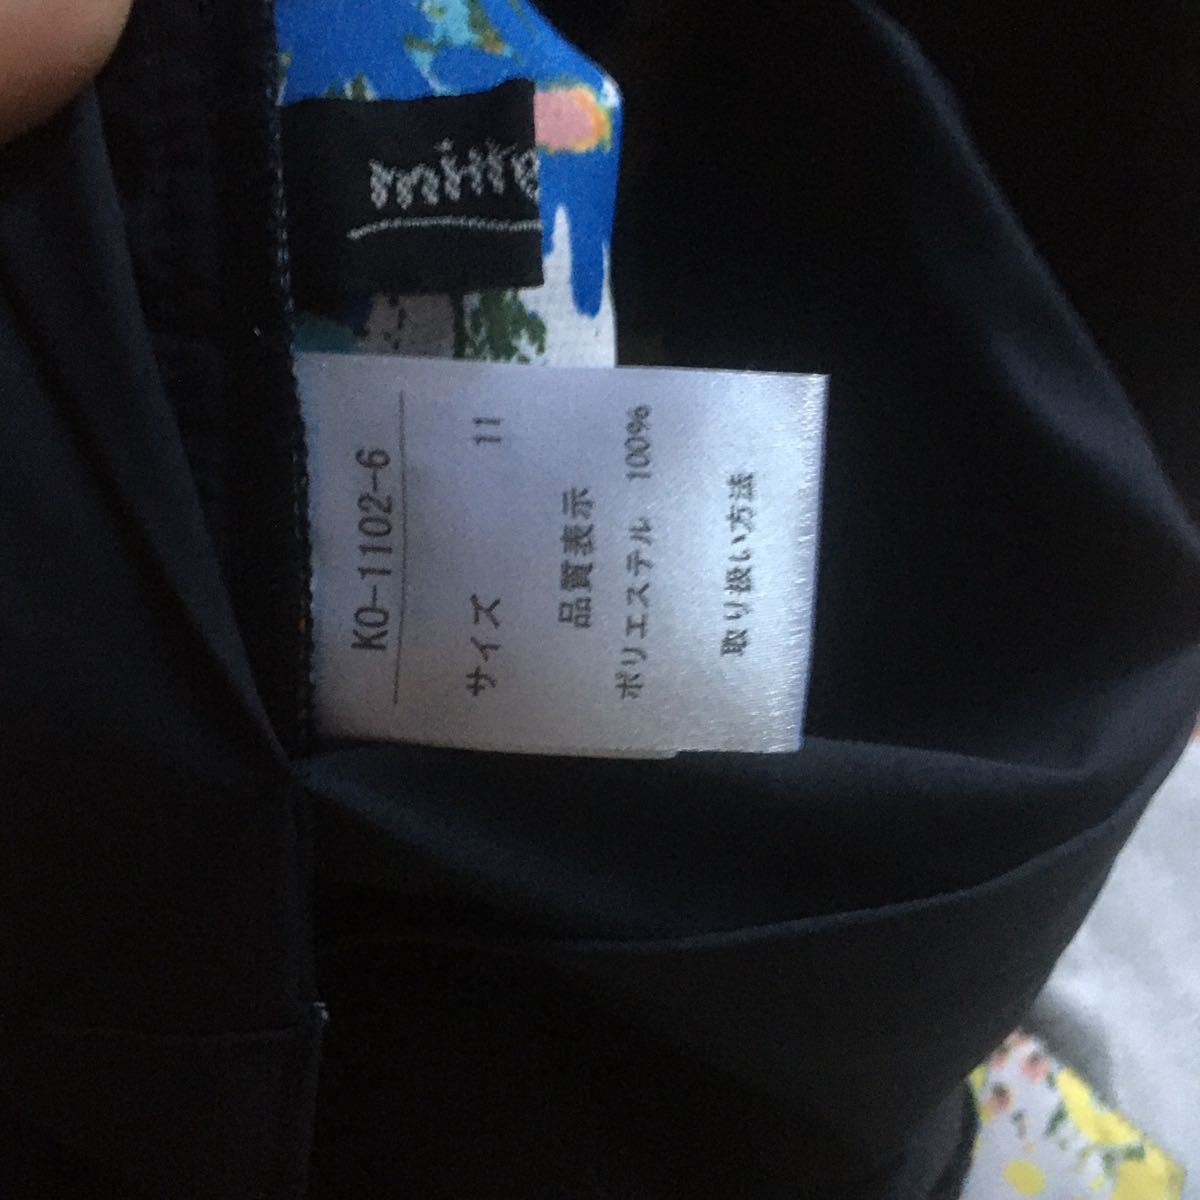 KO-1102-6
サイズ 11
品質表示
ポリエステル 100%
取り扱い方法